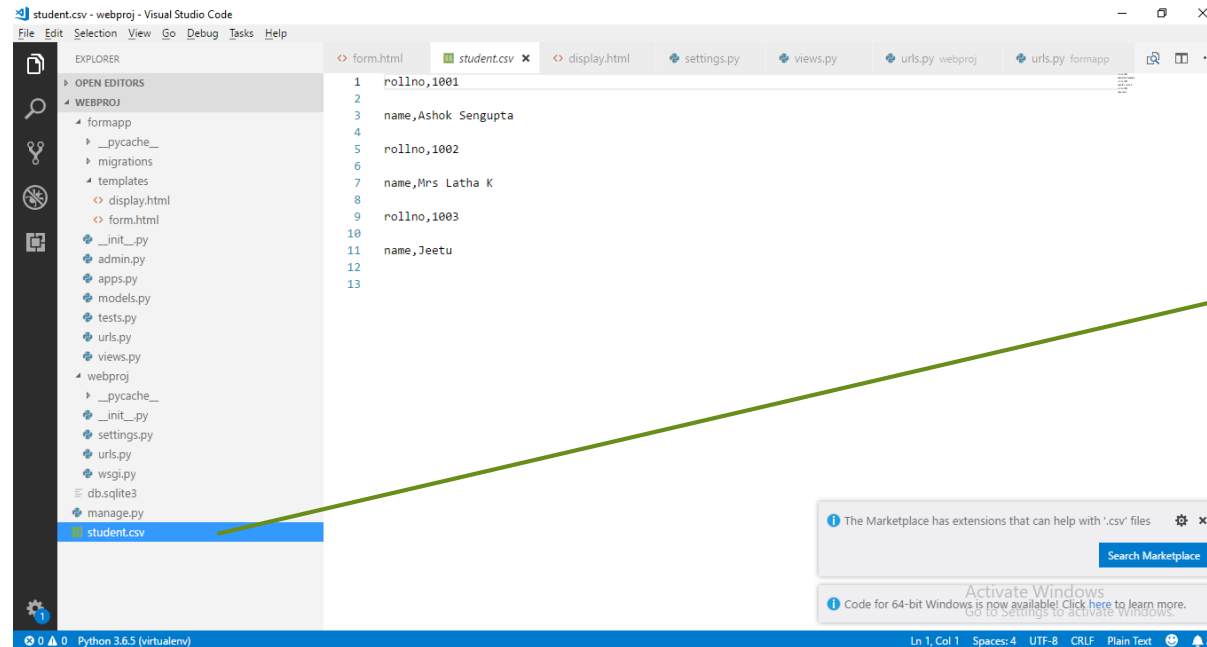 student.csv - webproj - Visual Studio Code
File Edit Selection View Go Debug Tasks Help
EXPLORER
OPEN EDITORS
WEBPROJ
formapp
__pycache__
migrations
templates
display.html
form.html
__init__.py
admin.py
apps.py
models.py
tests.py
urls.py
views.py
webproj
__pycache__
__init__.py
settings.py
urls.py
wsgi.py
db.sqlite3
manage.py
student.csv
form.html student.csv display.html settings.py views.py urls.py webproj urls.py formapp
1 rollno,1001
2
3 name,Ashok Sengupta
4
5 rollno,1002
6
7 name,Mrs Latha K
8
9 rollno,1003
10
11 name,Jeetu
12
13
The Marketplace has extensions that can help with '.csv' files
Search Marketplace
Activate Windows
Go to Settings to activate Windows.
Code for 64-bit Windows is now available! Click here to learn more.
1
0 0 Python 3.6.5 (virtualenv) Ln 1, Col 1 Spaces: 4 UTF-8 CRLF Plain Text